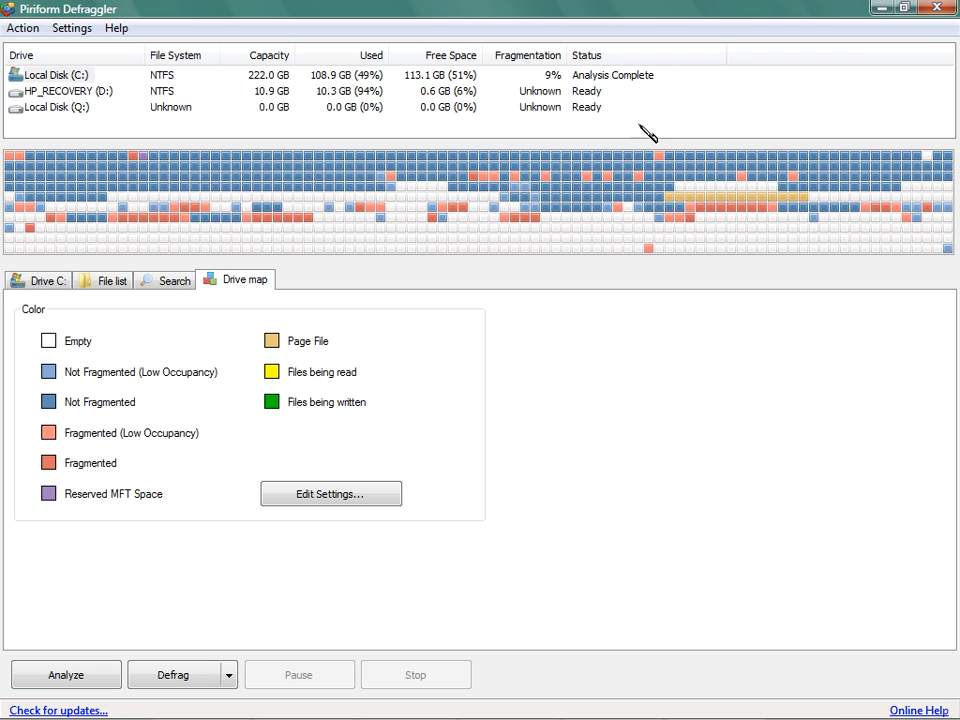 Piriform Defraggler
Action Settings Help
Drive File System Capacity Used Free Space Fragmentation Status
Local Disk (C:) NTFS 222.0 GB 108.9 GB (49%) 113.1 GB (51%) 9% Analysis Complete
HP_RECOVERY (D:) NTFS 10.9 GB 10.3 GB (94%) 0.6 GB (6%) Unknown Ready
Local Disk (Q:) Unknown 0.0 GB 0.0 GB (0%) 0.0 GB (0%) Unknown Ready
Drive C: File list Search Drive map
Color
Empty Page File
Not Fragmented (Low Occupancy) Files being read
Not Fragmented Files being written
Fragmented (Low Occupancy)
Fragmented
Reserved MFT Space Edit Settings...
Analyze Defrag Pause Stop
Check for updates... Online Help